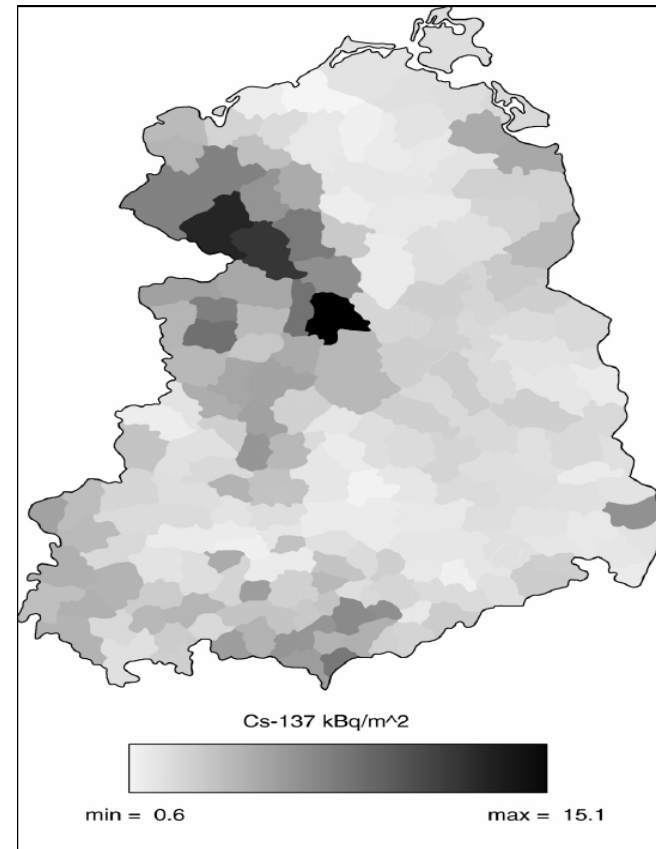 Cs-137 kBq/m^2
min = 0.6 max = 15.1